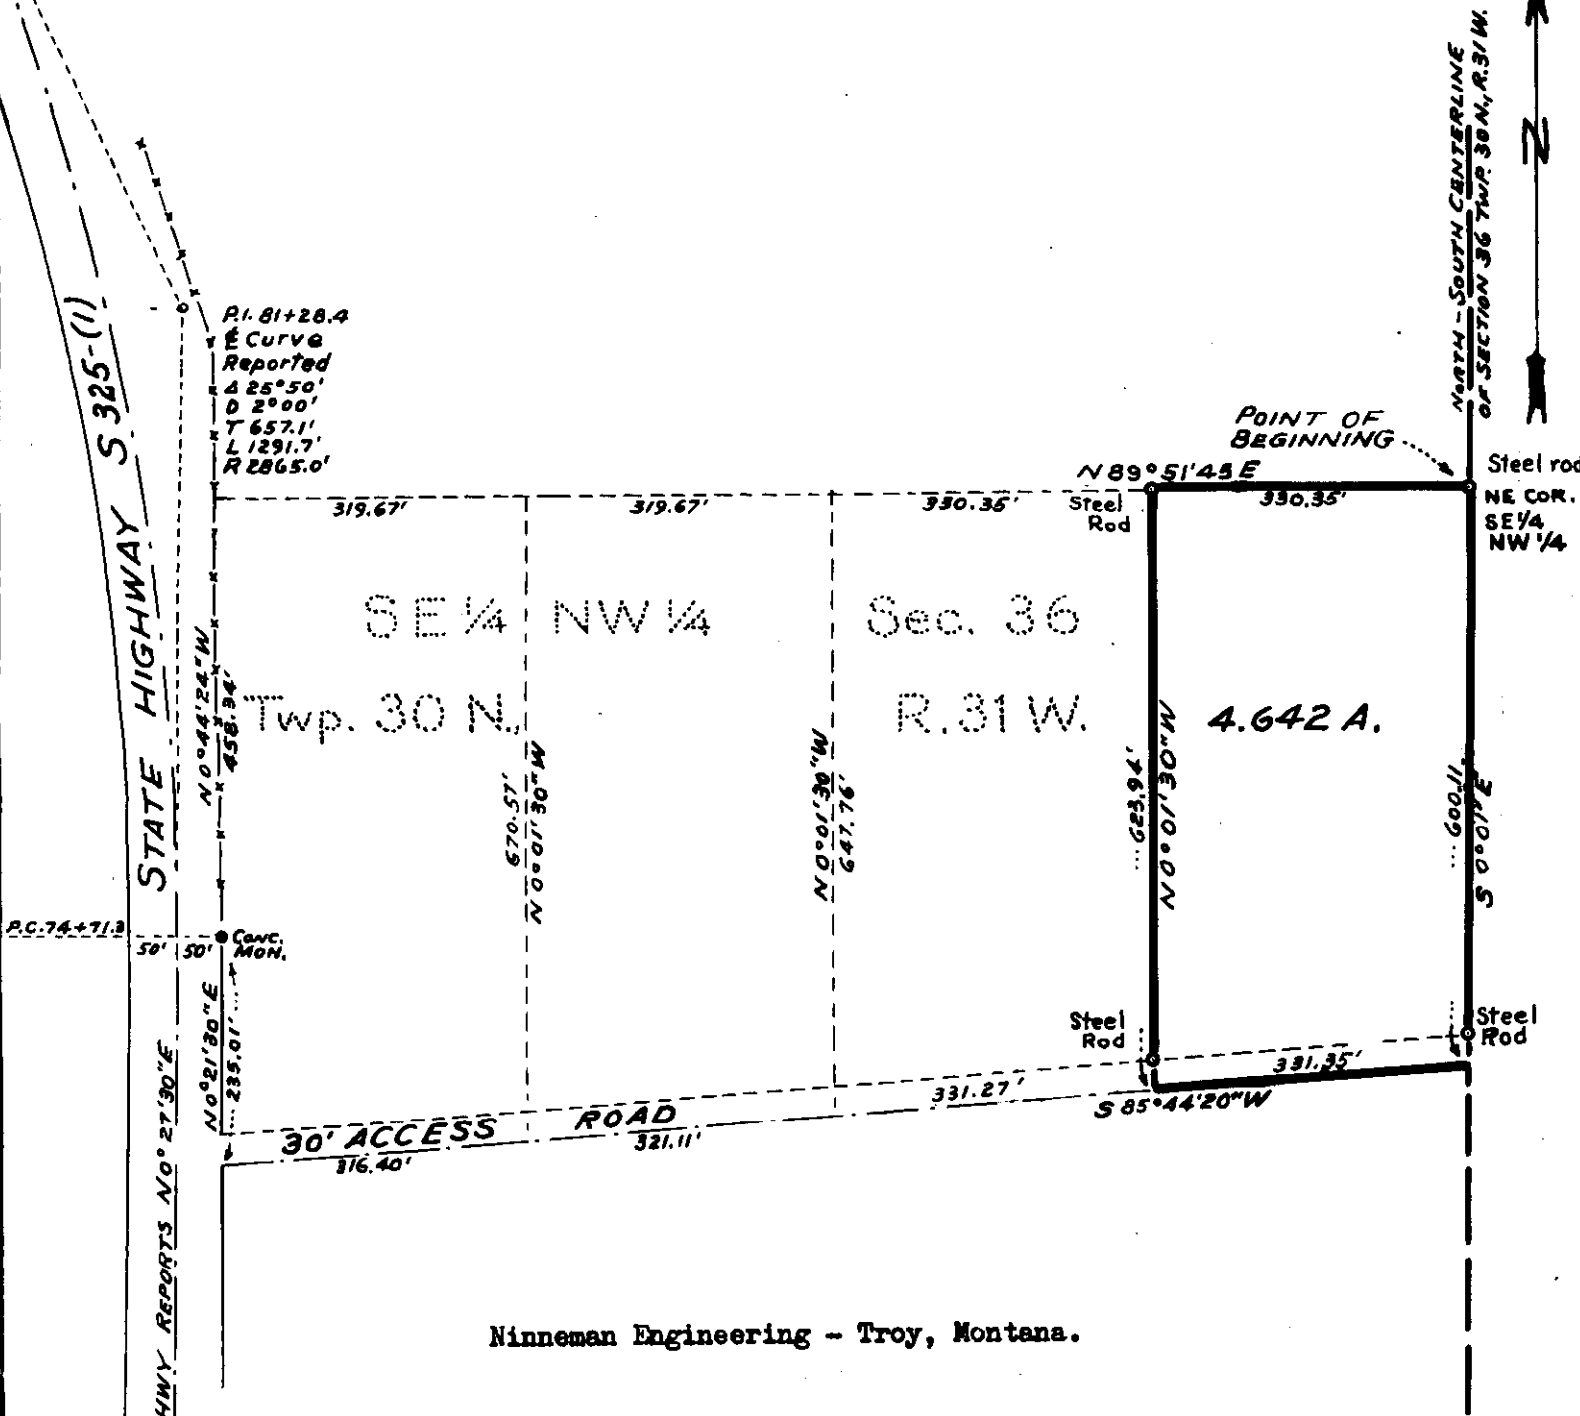 NORTH-SOUTH CENTERLINE
OF SECTION 36 TWP. 30N., R.31W.
N
STATE HIGHWAY S 325-(1)
P.I. 81+28.4
₵ Curve
Reported
Δ 25°50'
D 2°00'
T 657.1'
L 1291.7'
R 2865.0'
POINT OF
BEGINNING
Steel rod
NE COR.
SE 1/4
NW 1/4
N 89°51'45 E
319.67'
319.67'
330.35'
Steel
Rod
330.35'
SE 1/4 NW 1/4 Sec. 36
Twp. 30 N., R. 31 W.
4.642 A.
N 0°44'24" W
458.34'
670.57'
N 0°01'30" W
N 0°01'30" W
647.76'
623.94'
N 0°01'30" W
600.11
S 0°01' E
P.C. 74+71.3
50' 50'
Conc.
MON.
N 0°21'30" E
235.01'
Steel
Rod
Steel
Rod
331.35'
331.27'
S 85°44'20" W
30' ACCESS ROAD
321.11'
316.40'
HWY REPORTS N 0°27'30" E
Ninneman Engineering - Troy, Montana.